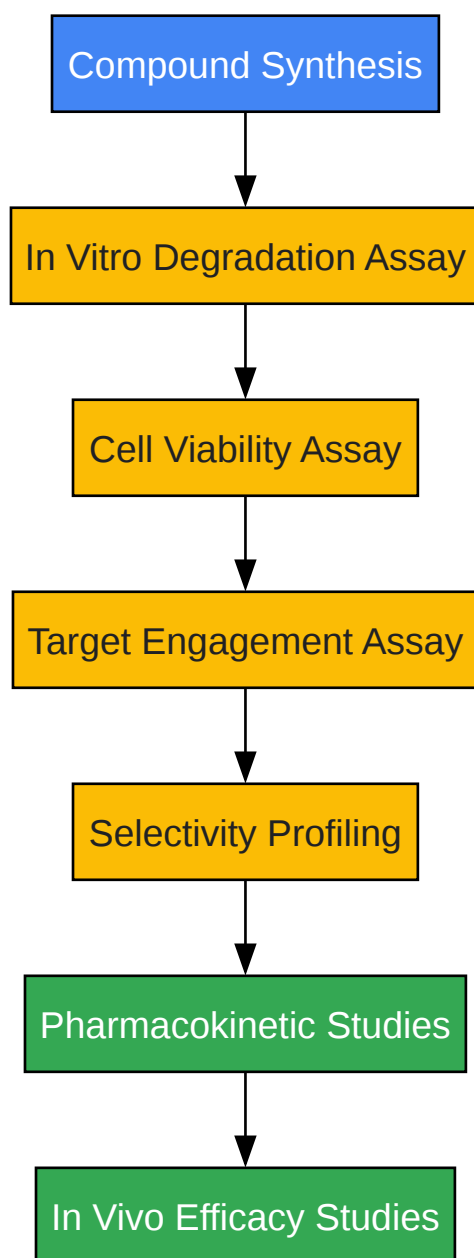 Compound Synthesis
In Vitro Degradation Assay
Cell Viability Assay
Target Engagement Assay
Selectivity Profiling
Pharmacokinetic Studies
In Vivo Efficacy Studies